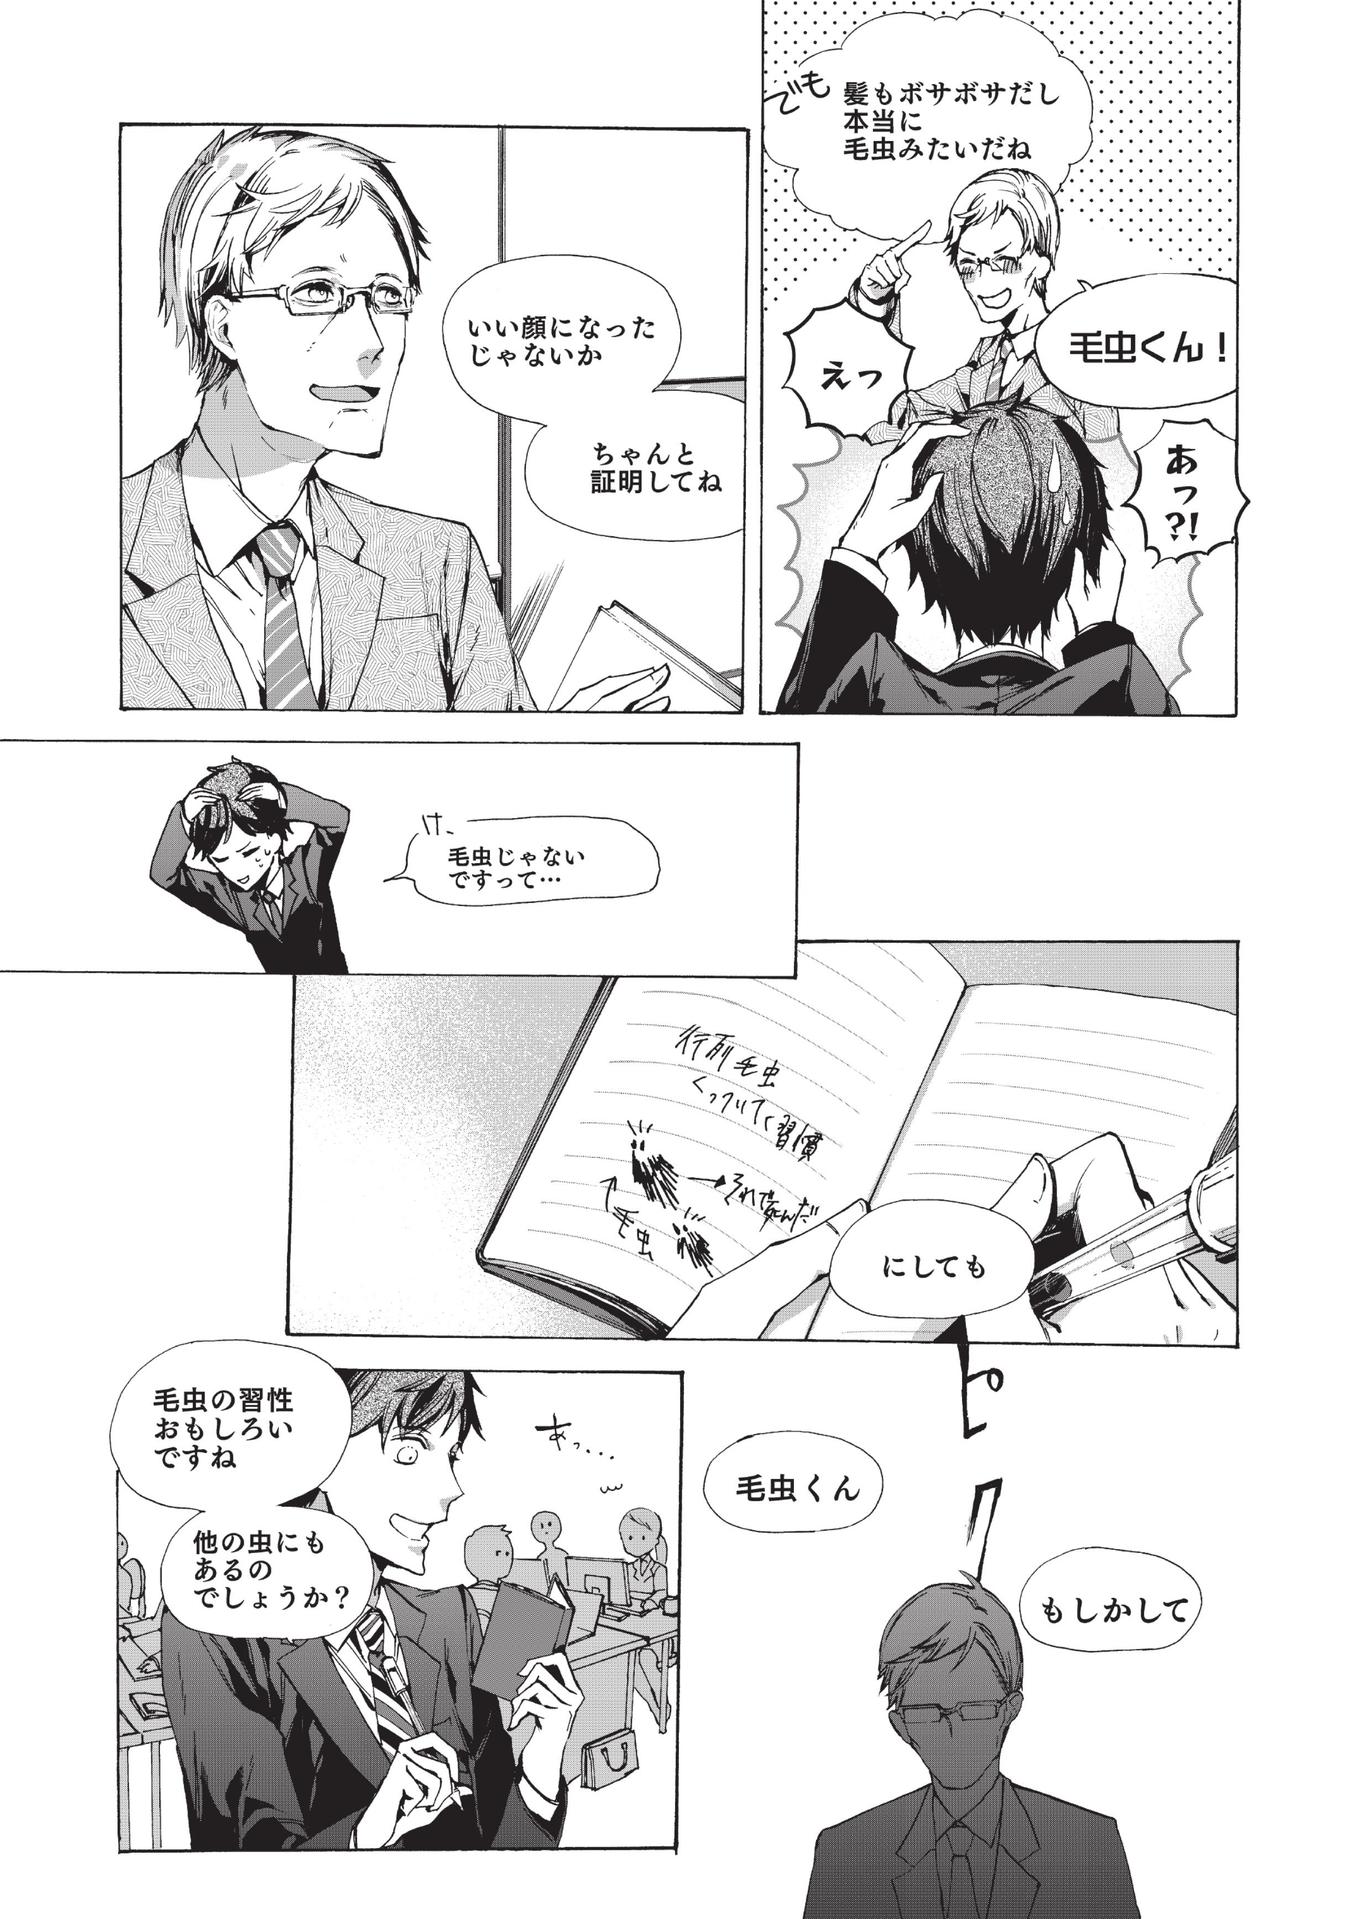 でも
髪もボサボサだし
本当に
毛虫みたいだね
毛虫くん！
えっ
あっ?!
いい顔になった
じゃないか
ちゃんと
証明してね
け、
毛虫じゃない
ですって…
行列毛虫
くっついてく習慣
それで死んだ
毛虫
にしても
毛虫の習性
おもしろい
ですね
他の虫にも
あるの
でしょうか？
あっ...
ピ
クッ
毛虫くん
もしかして